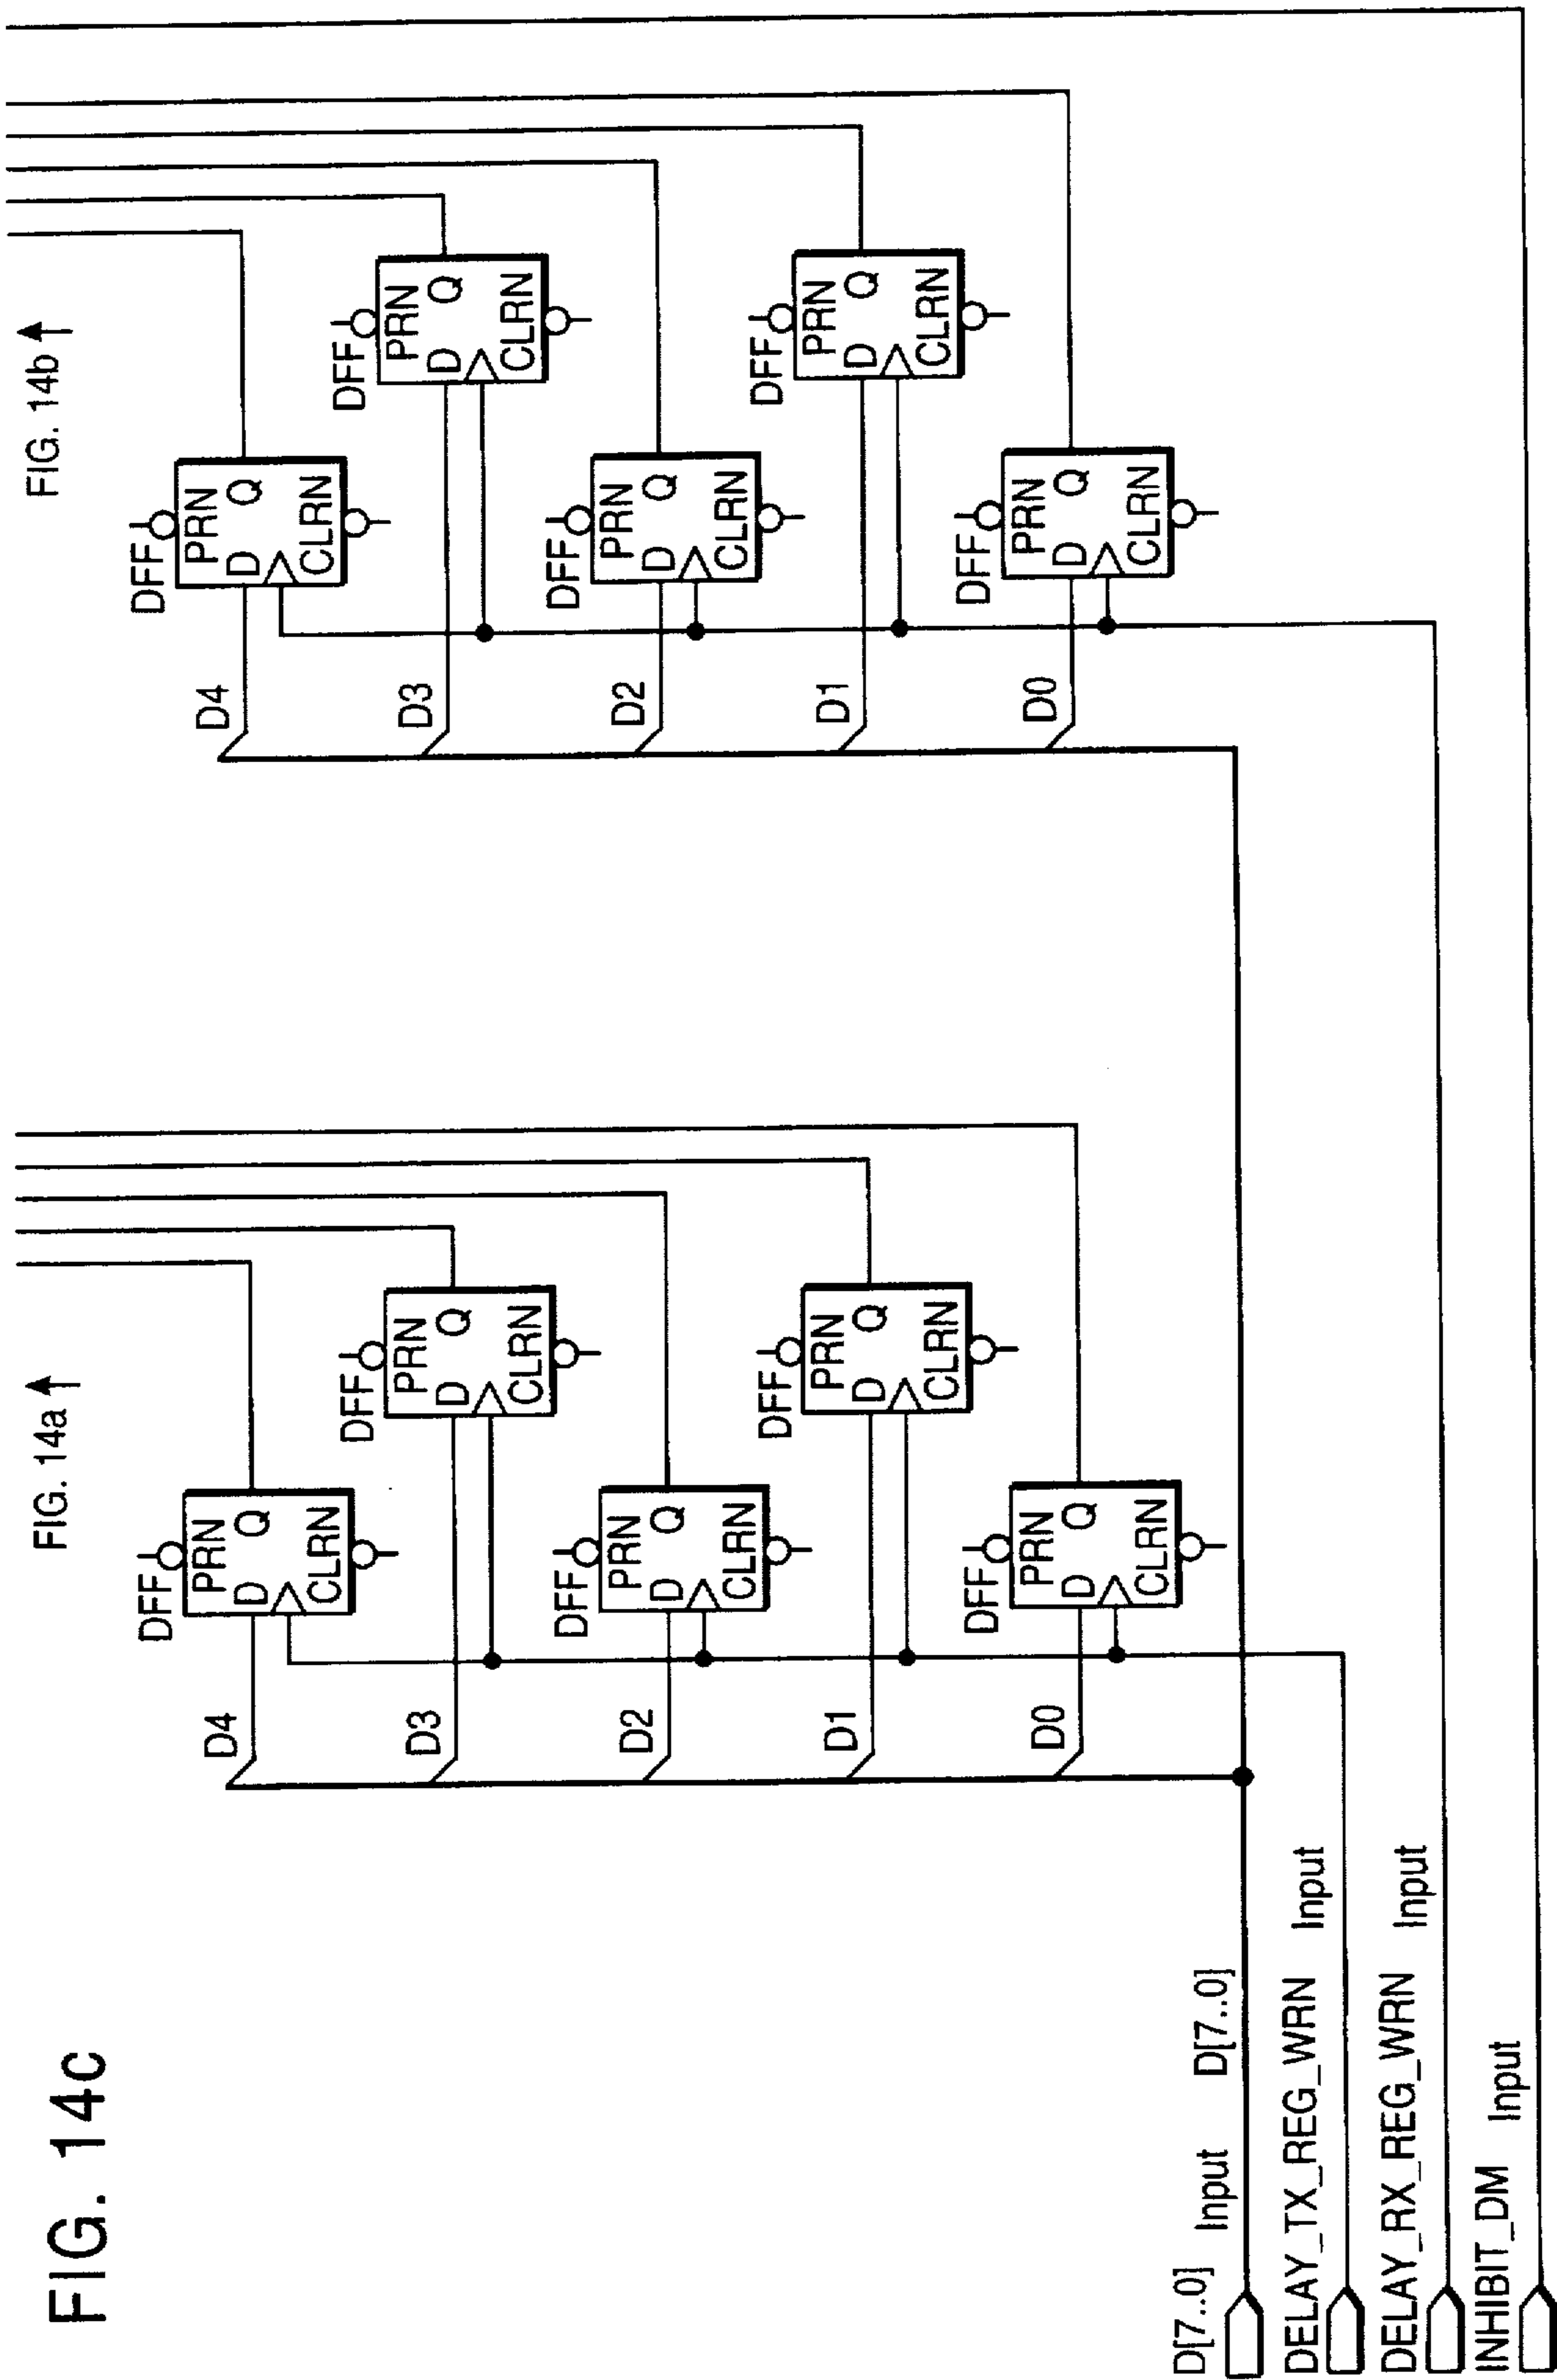 FIG. 14c
FIG. 14a
FIG. 14b
DFF
PRN
D Q
CLRN
D4
DFF
PRN
D Q
CLRN
D3
DFF
PRN
D Q
CLRN
D2
DFF
PRN
D Q
CLRN
D1
DFF
PRN
D Q
CLRN
D0
DFF
PRN
D Q
CLRN
D4
DFF
PRN
D Q
CLRN
D3
DFF
PRN
D Q
CLRN
D2
DFF
PRN
D Q
CLRN
D1
DFF
PRN
D Q
CLRN
D0
D[7..0] Input D[7..0]
DELAY_TX_REG_WRN Input
DELAY_RX_REG_WRN Input
INHIBIT_DM Input